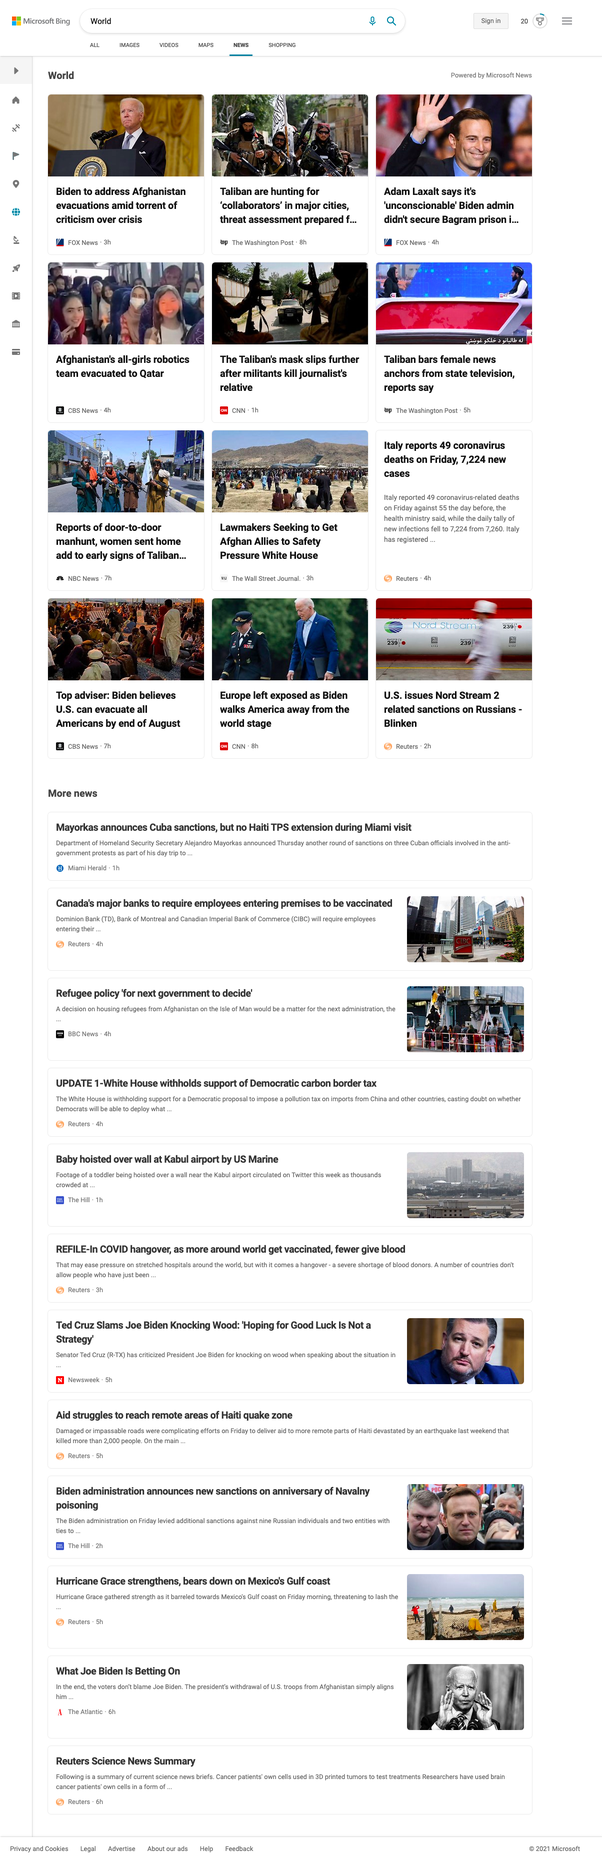 Microsoft Bing
World
Sign in
20
ALL
IMAGES
VIDEOS
MAPS
NEWS
SHOPPING
World
Powered by Microsoft News
Biden to address Afghanistan
evacuations amid torrent of
criticism over crisis
FOX News · 3h
Taliban are hunting for
‘collaborators’ in major cities,
threat assessment prepared f...
The Washington Post · 8h
Adam Laxalt says it's
'unconscionable' Biden admin
didn't secure Bagram prison i...
FOX News · 4h
Afghanistan's all-girls robotics
team evacuated to Qatar
CBS News · 4h
The Taliban's mask slips further
after militants kill journalist's
relative
CNN · 1h
Taliban bars female news
anchors from state television,
reports say
The Washington Post · 5h
Reports of door-to-door
manhunt, women sent home
add to early signs of Taliban...
NBC News · 7h
Lawmakers Seeking to Get
Afghan Allies to Safety
Pressure White House
The Wall Street Journal. · 3h
Italy reports 49 coronavirus
deaths on Friday, 7,224 new
cases
Italy reported 49 coronavirus-related deaths
on Friday against 55 the day before, the
health ministry said, while the daily tally of
new infections fell to 7,224 from 7,260. Italy
has registered ...
Reuters · 4h
Top adviser: Biden believes
U.S. can evacuate all
Americans by end of August
CBS News · 7h
Europe left exposed as Biden
walks America away from the
world stage
CNN · 8h
Nord Stream
239
239
U.S. issues Nord Stream 2
related sanctions on Russians -
Blinken
Reuters · 2h
More news
Mayorkas announces Cuba sanctions, but no Haiti TPS extension during Miami visit
Department of Homeland Security Secretary Alejandro Mayorkas announced Thursday another round of sanctions on three Cuban officials involved in the anti-
government protests as part of his day trip to ...
Miami Herald · 1h
Canada's major banks to require employees entering premises to be vaccinated
Dominion Bank (TD), Bank of Montreal and Canadian Imperial Bank of Commerce (CIBC) will require employees
entering their ...
Reuters · 4h
Refugee policy 'for next government to decide'
A decision on housing refugees from Afghanistan on the Isle of Man would be a matter for the next administration, the
...
BBC News · 4h
UPDATE 1-White House withholds support of Democratic carbon border tax
The White House is withholding support for a Democratic proposal to impose a pollution tax on imports from China and other countries, casting doubt on whether
Democrats will be able to deploy what ...
Reuters · 4h
Baby hoisted over wall at Kabul airport by US Marine
Footage of a toddler being hoisted over a wall near the Kabul airport circulated on Twitter this week as thousands
crowded at ...
The Hill · 1h
REFILE-In COVID hangover, as more around world get vaccinated, fewer give blood
That may ease pressure on stretched hospitals around the world, but with it comes a hangover - a severe shortage of blood donors. A number of countries don't
allow people who have just been ...
Reuters · 3h
Ted Cruz Slams Joe Biden Knocking Wood: 'Hoping for Good Luck Is Not a
Strategy'
Senator Ted Cruz (R-TX) has criticized President Joe Biden for knocking on wood when speaking about the situation in
...
Newsweek · 5h
Aid struggles to reach remote areas of Haiti quake zone
Damaged or impassable roads were complicating efforts on Friday to deliver aid to more remote parts of Haiti devastated by an earthquake last weekend that
killed more than 2,000 people. On the main ...
Reuters · 5h
Biden administration announces new sanctions on anniversary of Navalny
poisoning
The Biden administration on Friday levied additional sanctions against nine Russian individuals and two entities with
ties to ...
The Hill · 2h
Hurricane Grace strengthens, bears down on Mexico's Gulf coast
Hurricane Grace gathered strength as it barreled towards Mexico's Gulf coast on Friday morning, threatening to lash the
...
Reuters · 5h
What Joe Biden Is Betting On
In the end, the voters don't blame Joe Biden. The president's withdrawal of U.S. troops from Afghanistan simply aligns
him ...
The Atlantic · 6h
Reuters Science News Summary
Following is a summary of current science news briefs. Cancer patients' own cells used in 3D printed tumors to test treatments Researchers have used brain
cancer patients' own cells in a form of ...
Reuters · 6h
Privacy and Cookies
Legal
Advertise
About our ads
Help
Feedback
© 2021 Microsoft